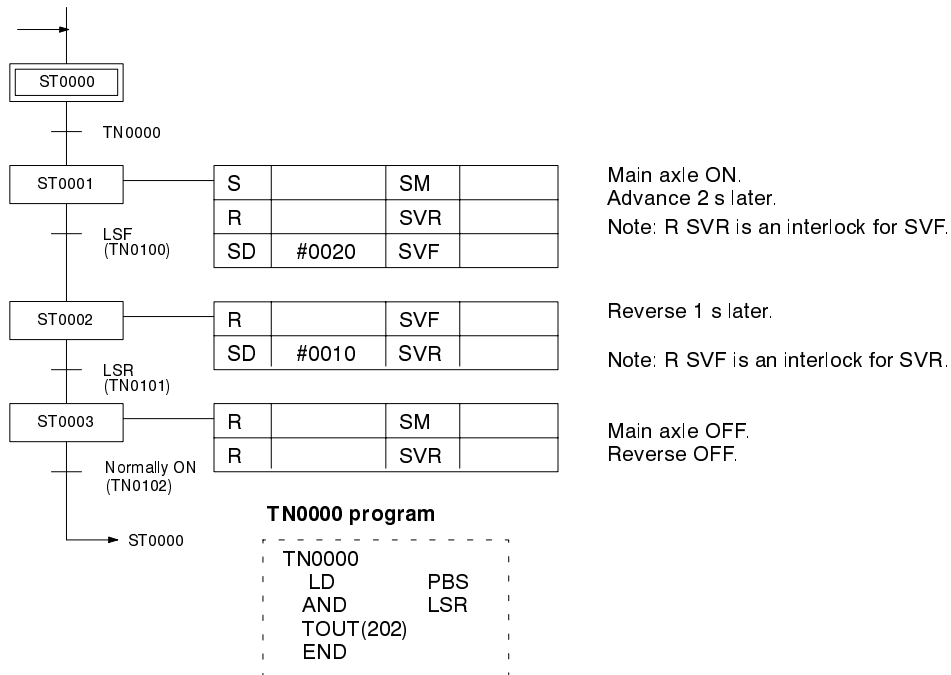 ST0000
TN0000
ST0001
S SM
R SVR
SD #0020 SVF
Main axle ON.
Advance 2 s later.
Note: R SVR is an interlock for SVF.
LSF
(TN0100)
ST0002
R SVF
SD #0010 SVR
Reverse 1 s later.
Note: R SVF is an interlock for SVR.
LSR
(TN0101)
ST0003
R SM
R SVR
Main axle OFF.
Reverse OFF.
Normally ON
(TN0102)
ST0000
TN0000 program
TN0000
LD PBS
AND LSR
TOUT(202)
END